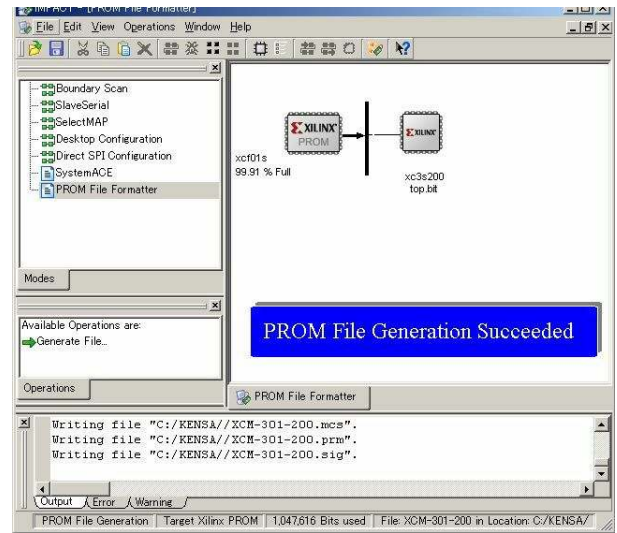 iMPACT - [PROM File Formatter]
File Edit View Operations Window Help
Boundary Scan
SlaveSerial
SelectMAP
Desktop Configuration
Direct SPI Configuration
SystemACE
PROM File Formatter
Modes
XILINX
PROM
xcf01s
99.91 % Full
XILINX
xc3s200
top.bit
Available Operations are:
Generate File...
Operations
PROM File Generation Succeeded
PROM File Formatter
Writing file "C:/KENSA//XCM-301-200.mcs".
Writing file "C:/KENSA//XCM-301-200.prm".
Writing file "C:/KENSA//XCM-301-200.sig".
Output Error Warning
PROM File Generation Target Xilinx PROM 1,047,616 Bits used File: XCM-301-200 in Location: C:/KENSA/